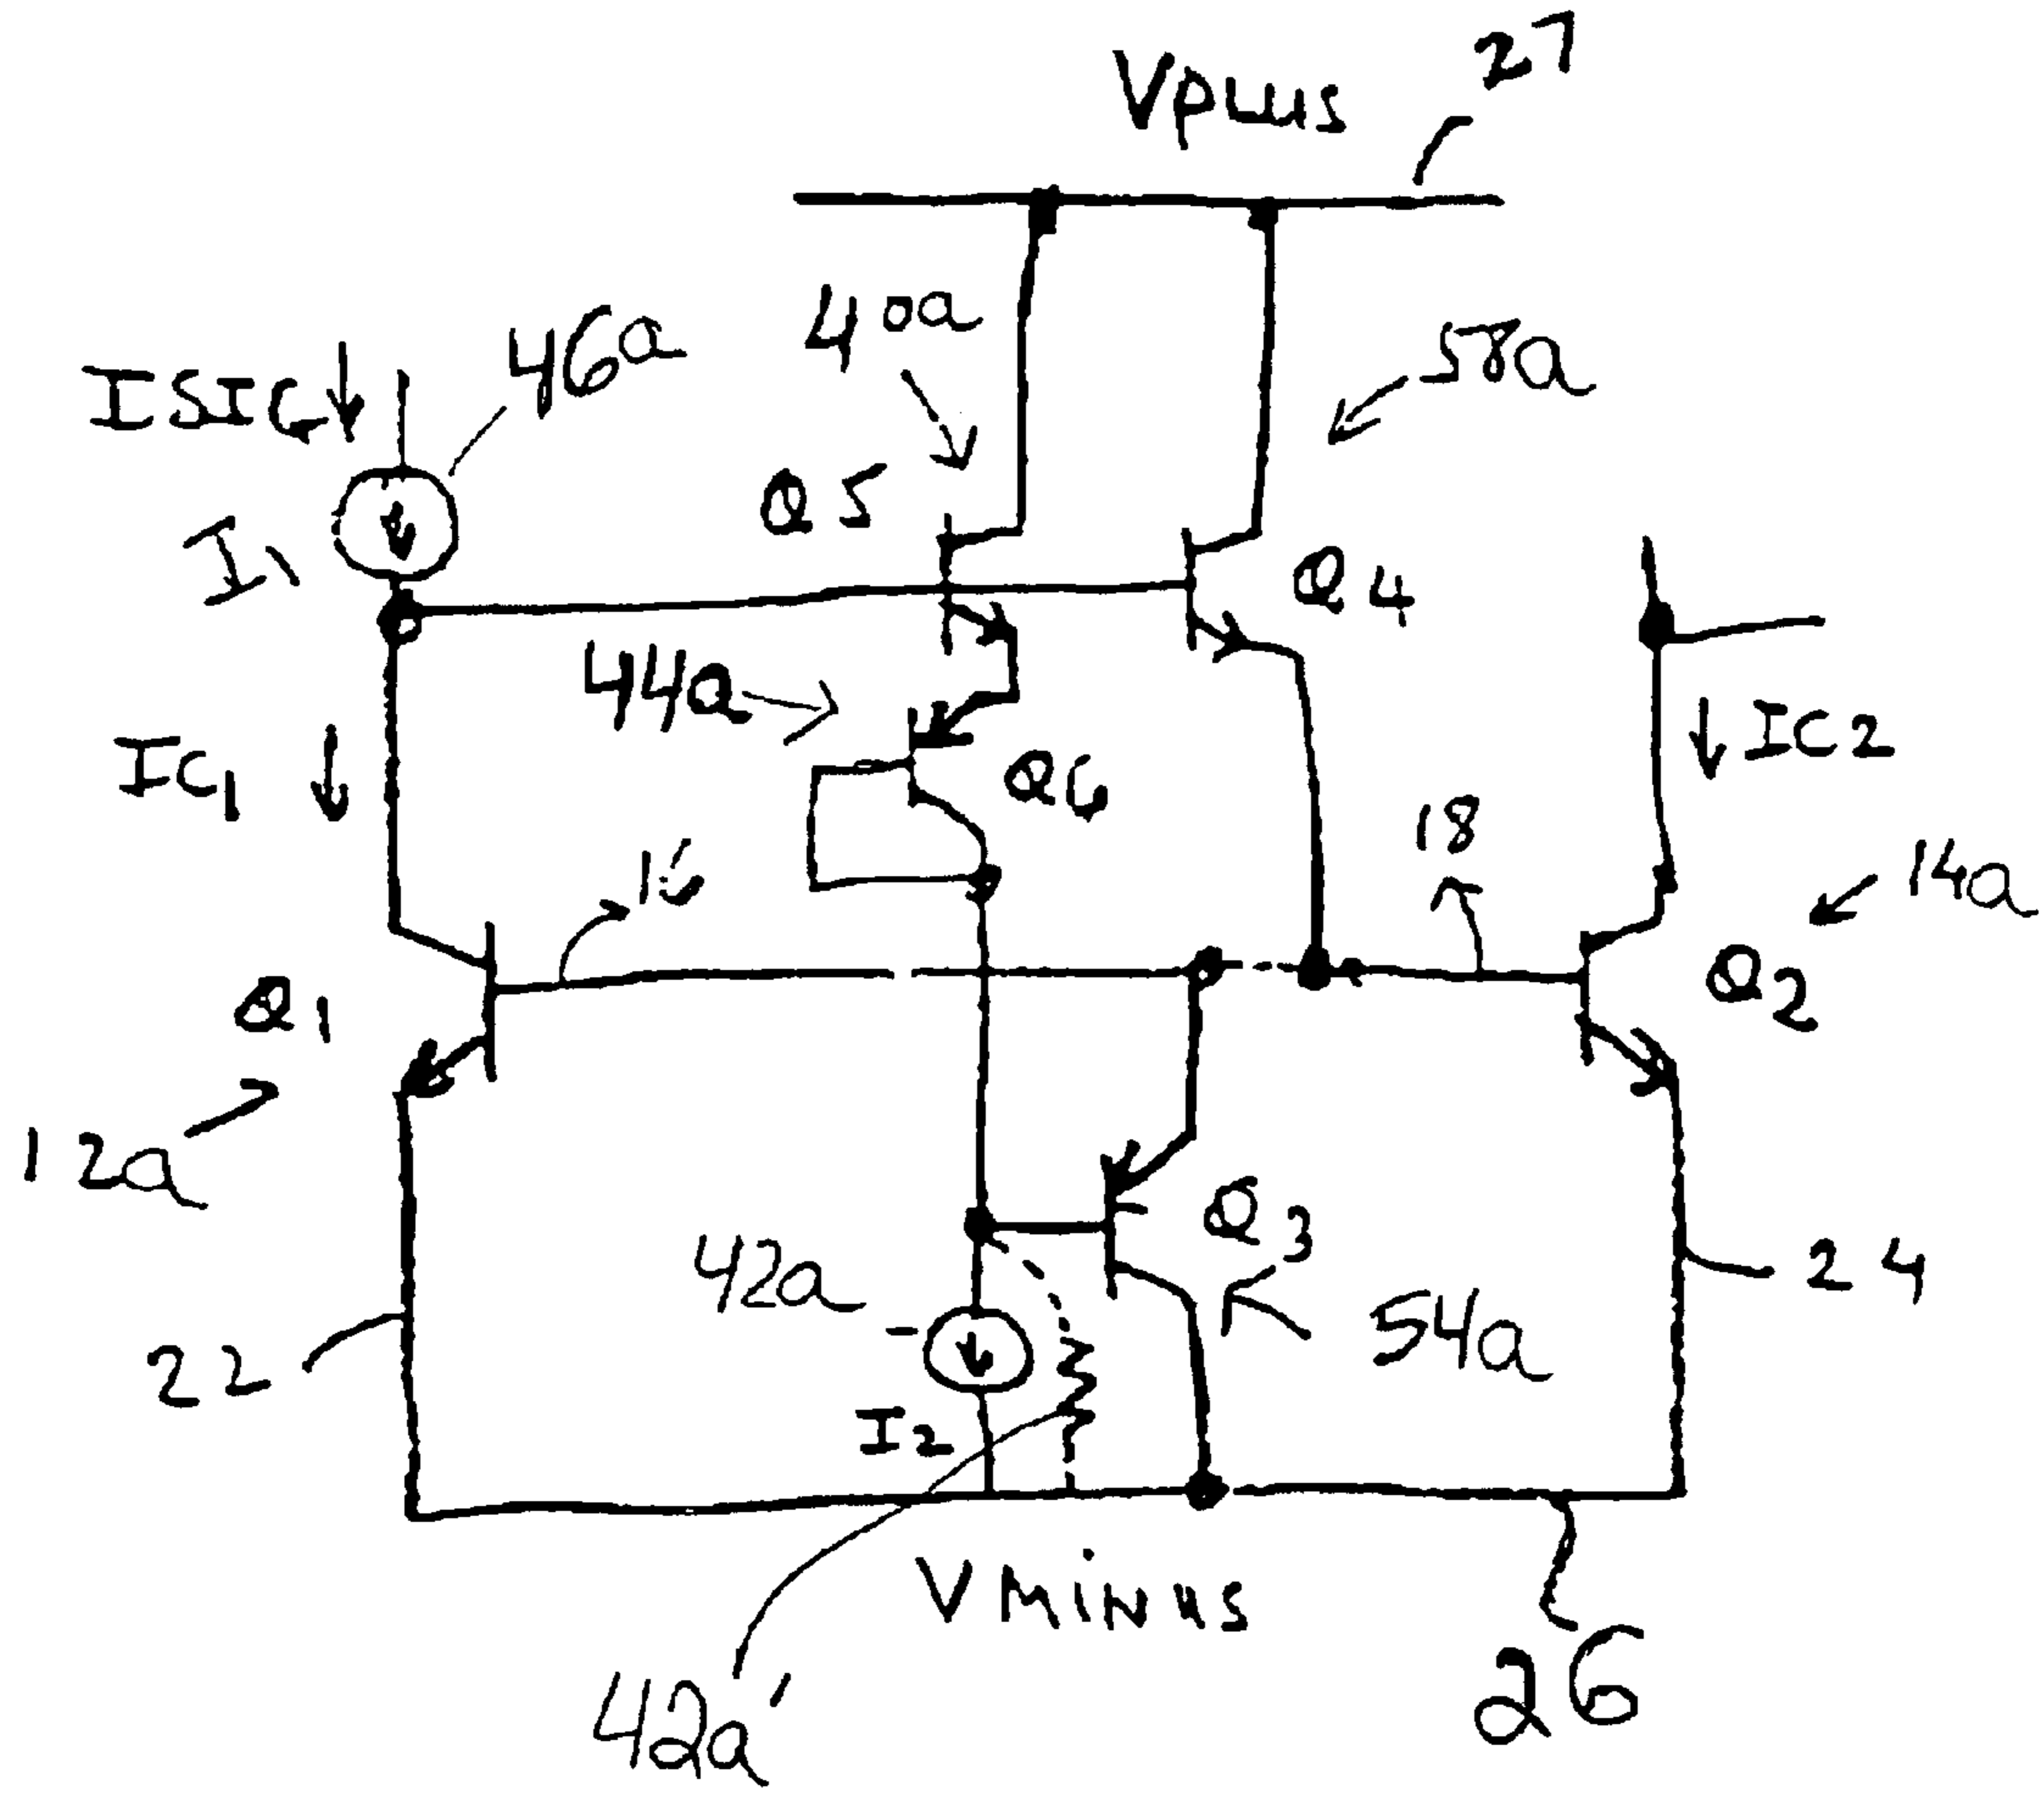 27
Vplus
40a
46a
58a
ISIG
Q5
I1
Q4
44a
IC1
Q6
IC2
18
16
14a
Q1
Q2
12a
Q3
42a
24
54a
22
I2
Vminus
26
42a'